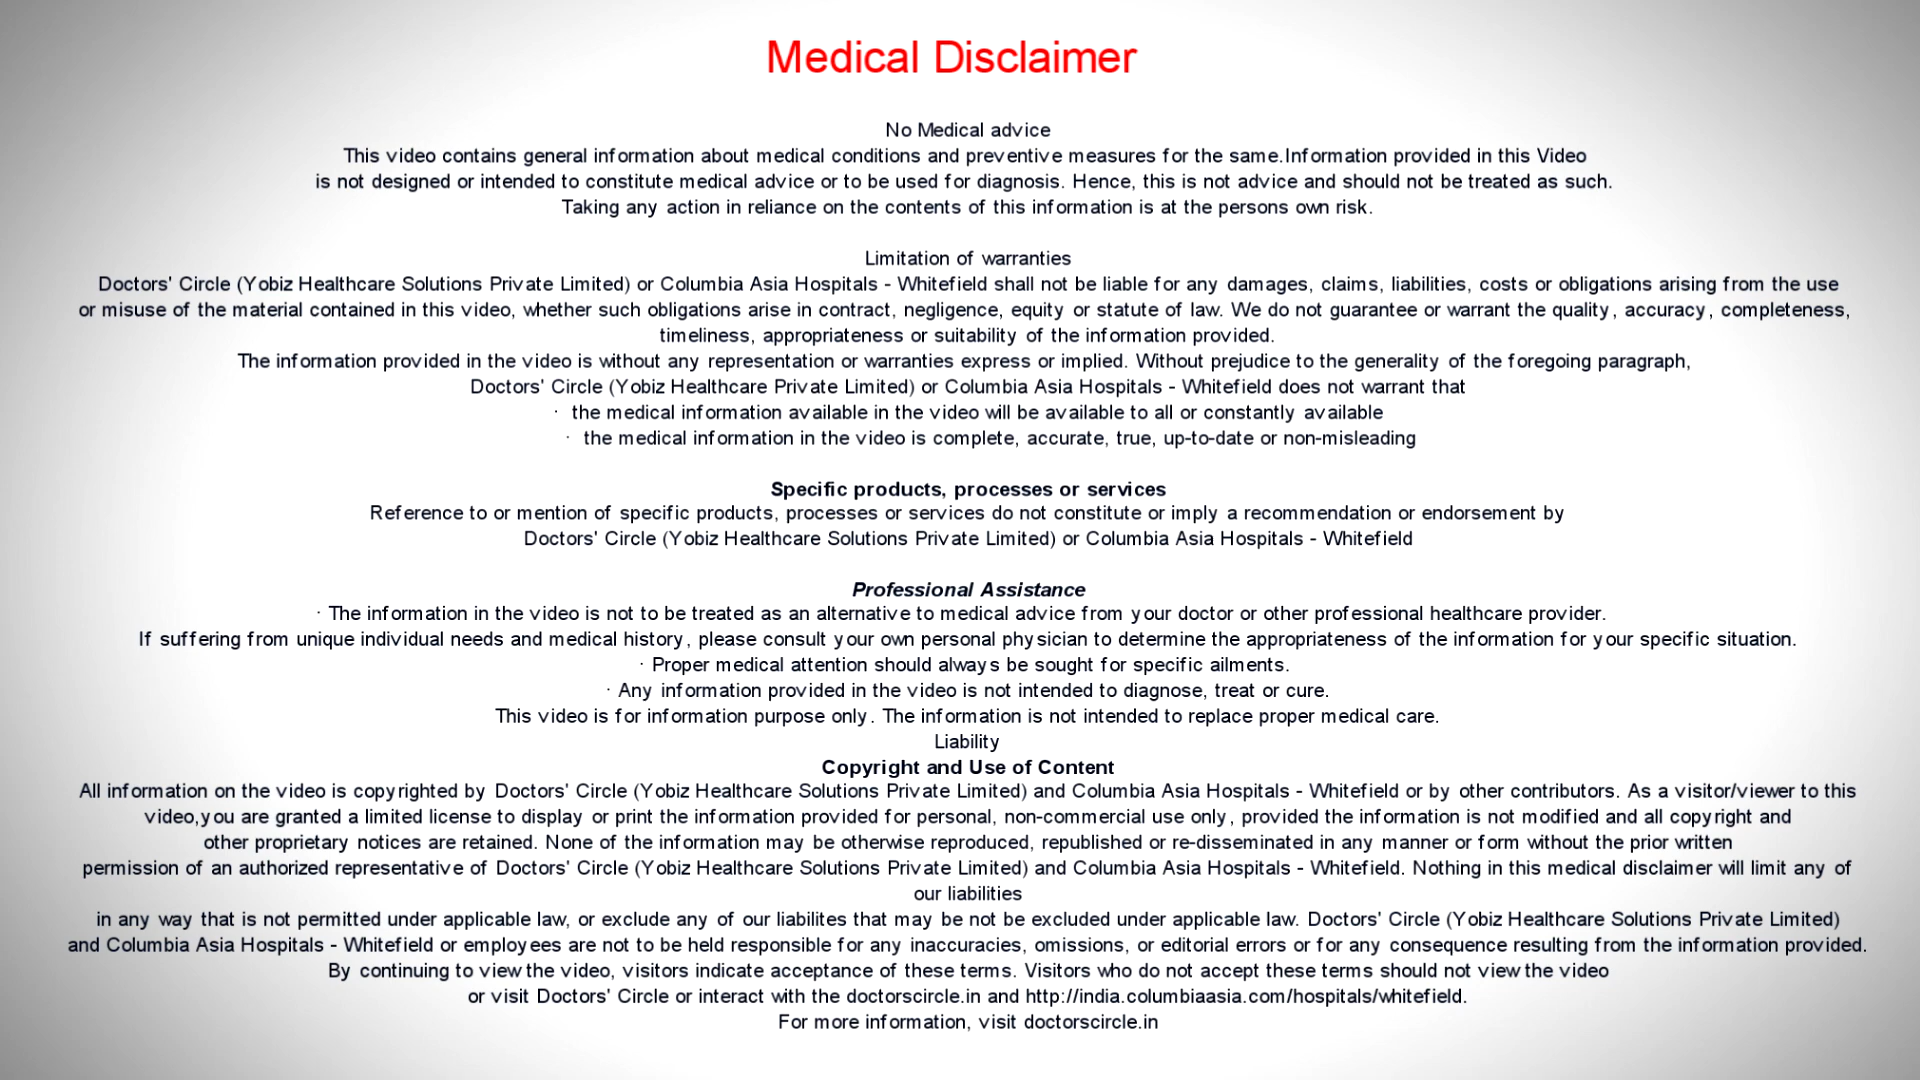 Medical Disclaimer
No Medical advice
This video contains general information about medical conditions and preventive measures for the same.Information provided in this Video
is not designed or intended to constitute medical advice or to be used for diagnosis. Hence, this is not advice and should not be treated as such.
Taking any action in reliance on the contents of this information is at the persons own risk.
Limitation of warranties
Doctors' Circle (Yobiz Healthcare Solutions Private Limited) or Columbia Asia Hospitals - Whitefield shall not be liable for any damages, claims, liabilities, costs or obligations arising from the use
or misuse of the material contained in this video, whether such obligations arise in contract, negligence, equity or statute of law. We do not guarantee or warrant the quality, accuracy, completeness,
timeliness, appropriateness or suitability of the information provided.
The information provided in the video is without any representation or warranties express or implied. Without prejudice to the generality of the foregoing paragraph,
Doctors' Circle (Yobiz Healthcare Private Limited) or Columbia Asia Hospitals - Whitefield does not warrant that
· the medical information available in the video will be available to all or constantly available
· the medical information in the video is complete, accurate, true, up-to-date or non-misleading
Specific products, processes or services
Reference to or mention of specific products, processes or services do not constitute or imply a recommendation or endorsement by
Doctors' Circle (Yobiz Healthcare Solutions Private Limited) or Columbia Asia Hospitals - Whitefield
Professional Assistance
· The information in the video is not to be treated as an alternative to medical advice from your doctor or other professional healthcare provider.
If suffering from unique individual needs and medical history, please consult your own personal physician to determine the appropriateness of the information for your specific situation.
· Proper medical attention should always be sought for specific ailments.
· Any information provided in the video is not intended to diagnose, treat or cure.
This video is for information purpose only. The information is not intended to replace proper medical care.
Liability
Copyright and Use of Content
All information on the video is copyrighted by Doctors' Circle (Yobiz Healthcare Solutions Private Limited) and Columbia Asia Hospitals - Whitefield or by other contributors. As a visitor/viewer to this
video,you are granted a limited license to display or print the information provided for personal, non-commercial use only, provided the information is not modified and all copyright and
other proprietary notices are retained. None of the information may be otherwise reproduced, republished or re-disseminated in any manner or form without the prior written
permission of an authorized representative of Doctors' Circle (Yobiz Healthcare Solutions Private Limited) and Columbia Asia Hospitals - Whitefield. Nothing in this medical disclaimer will limit any of
our liabilities
in any way that is not permitted under applicable law, or exclude any of our liabilites that may be not be excluded under applicable law. Doctors' Circle (Yobiz Healthcare Solutions Private Limited)
and Columbia Asia Hospitals - Whitefield or employees are not to be held responsible for any inaccuracies, omissions, or editorial errors or for any consequence resulting from the information provided.
By continuing to view the video, visitors indicate acceptance of these terms. Visitors who do not accept these terms should not view the video
or visit Doctors' Circle or interact with the doctorscircle.in and http://india.columbiaasia.com/hospitals/whitefield.
For more information, visit doctorscircle.in